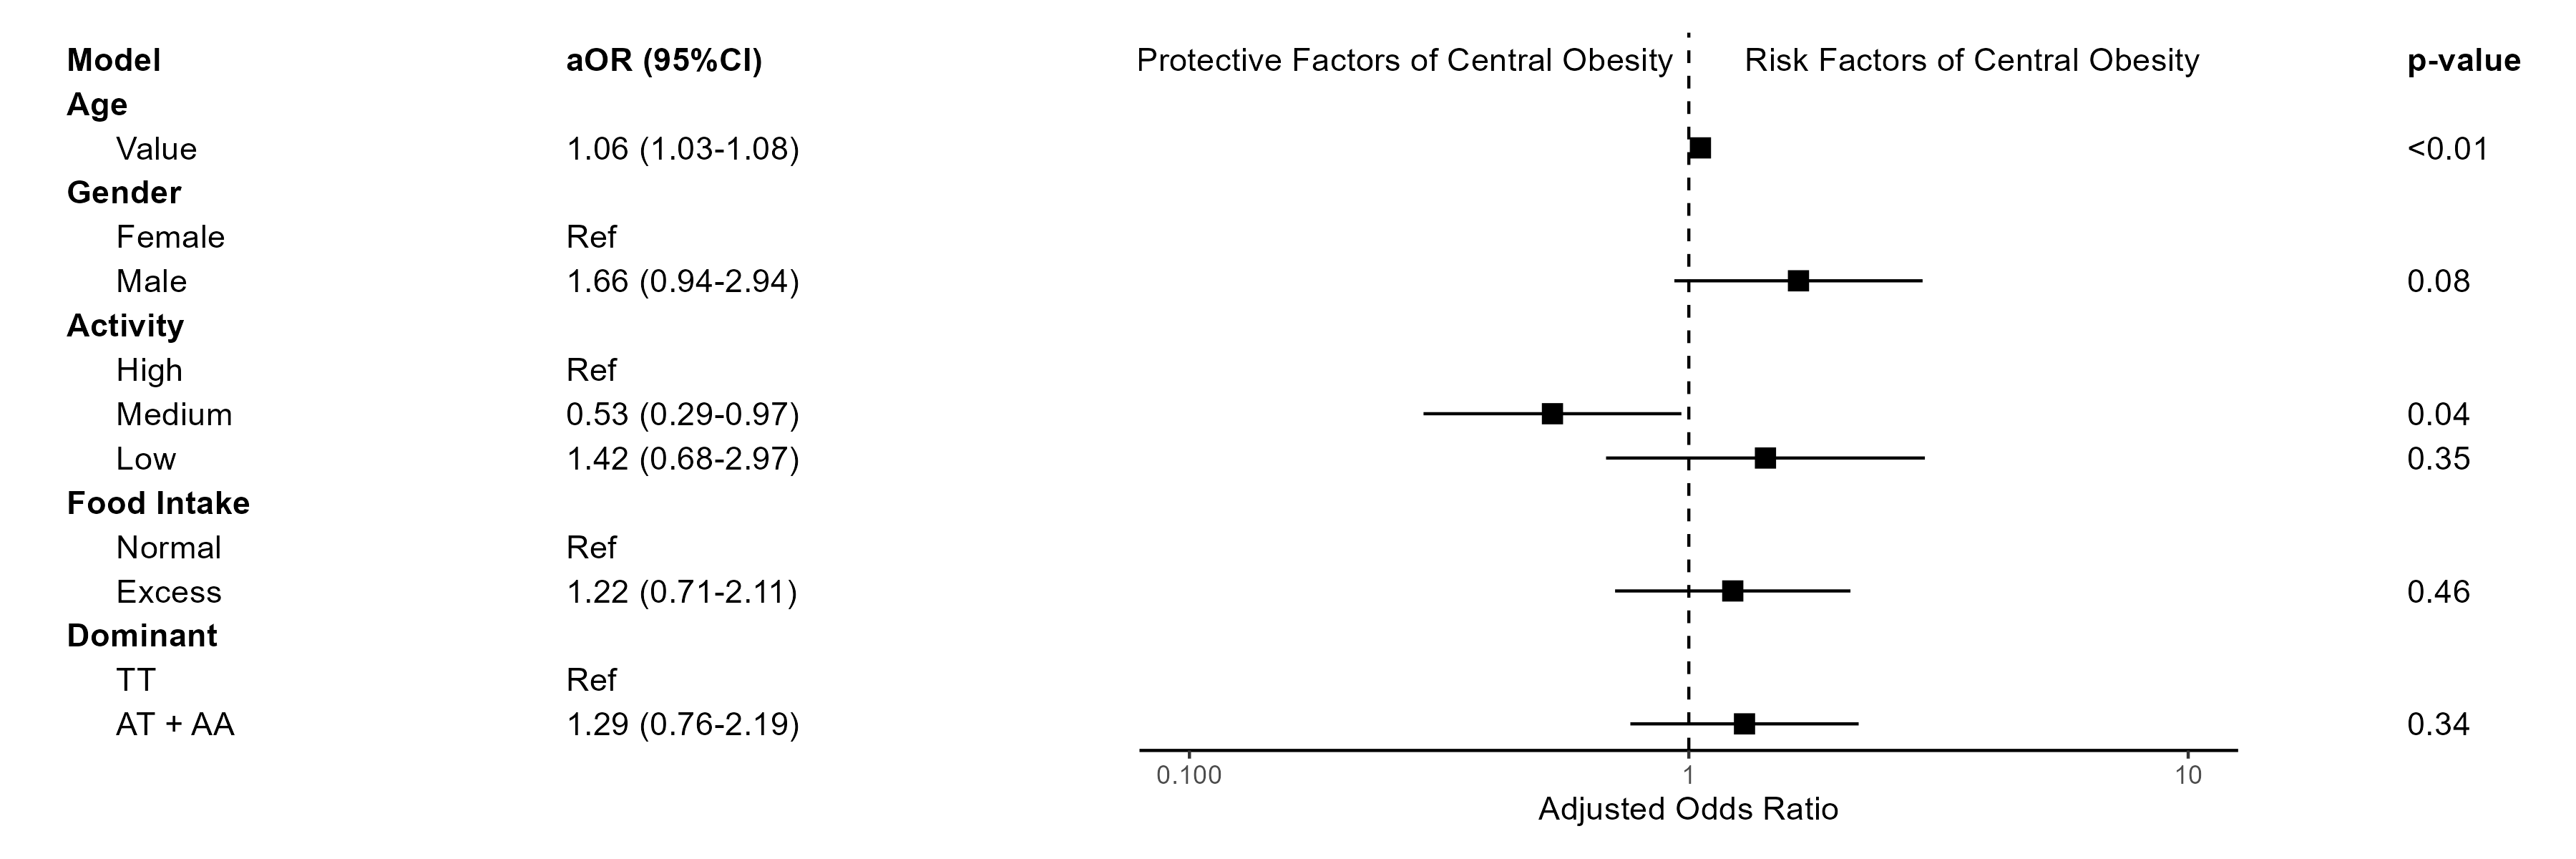 Model aOR (95%CI) Protective Factors of Central Obesity Risk Factors of Central Obesity p-value
Age
Value 1.06 (1.03-1.08) <0.01
Gender
Female Ref
Male 1.66 (0.94-2.94) 0.08
Activity
High Ref
Medium 0.53 (0.29-0.97) 0.04
Low 1.42 (0.68-2.97) 0.35
Food Intake
Normal Ref
Excess 1.22 (0.71-2.11) 0.46
Dominant
TT Ref
AT + AA 1.29 (0.76-2.19) 0.34
0.100 1 10
Adjusted Odds Ratio